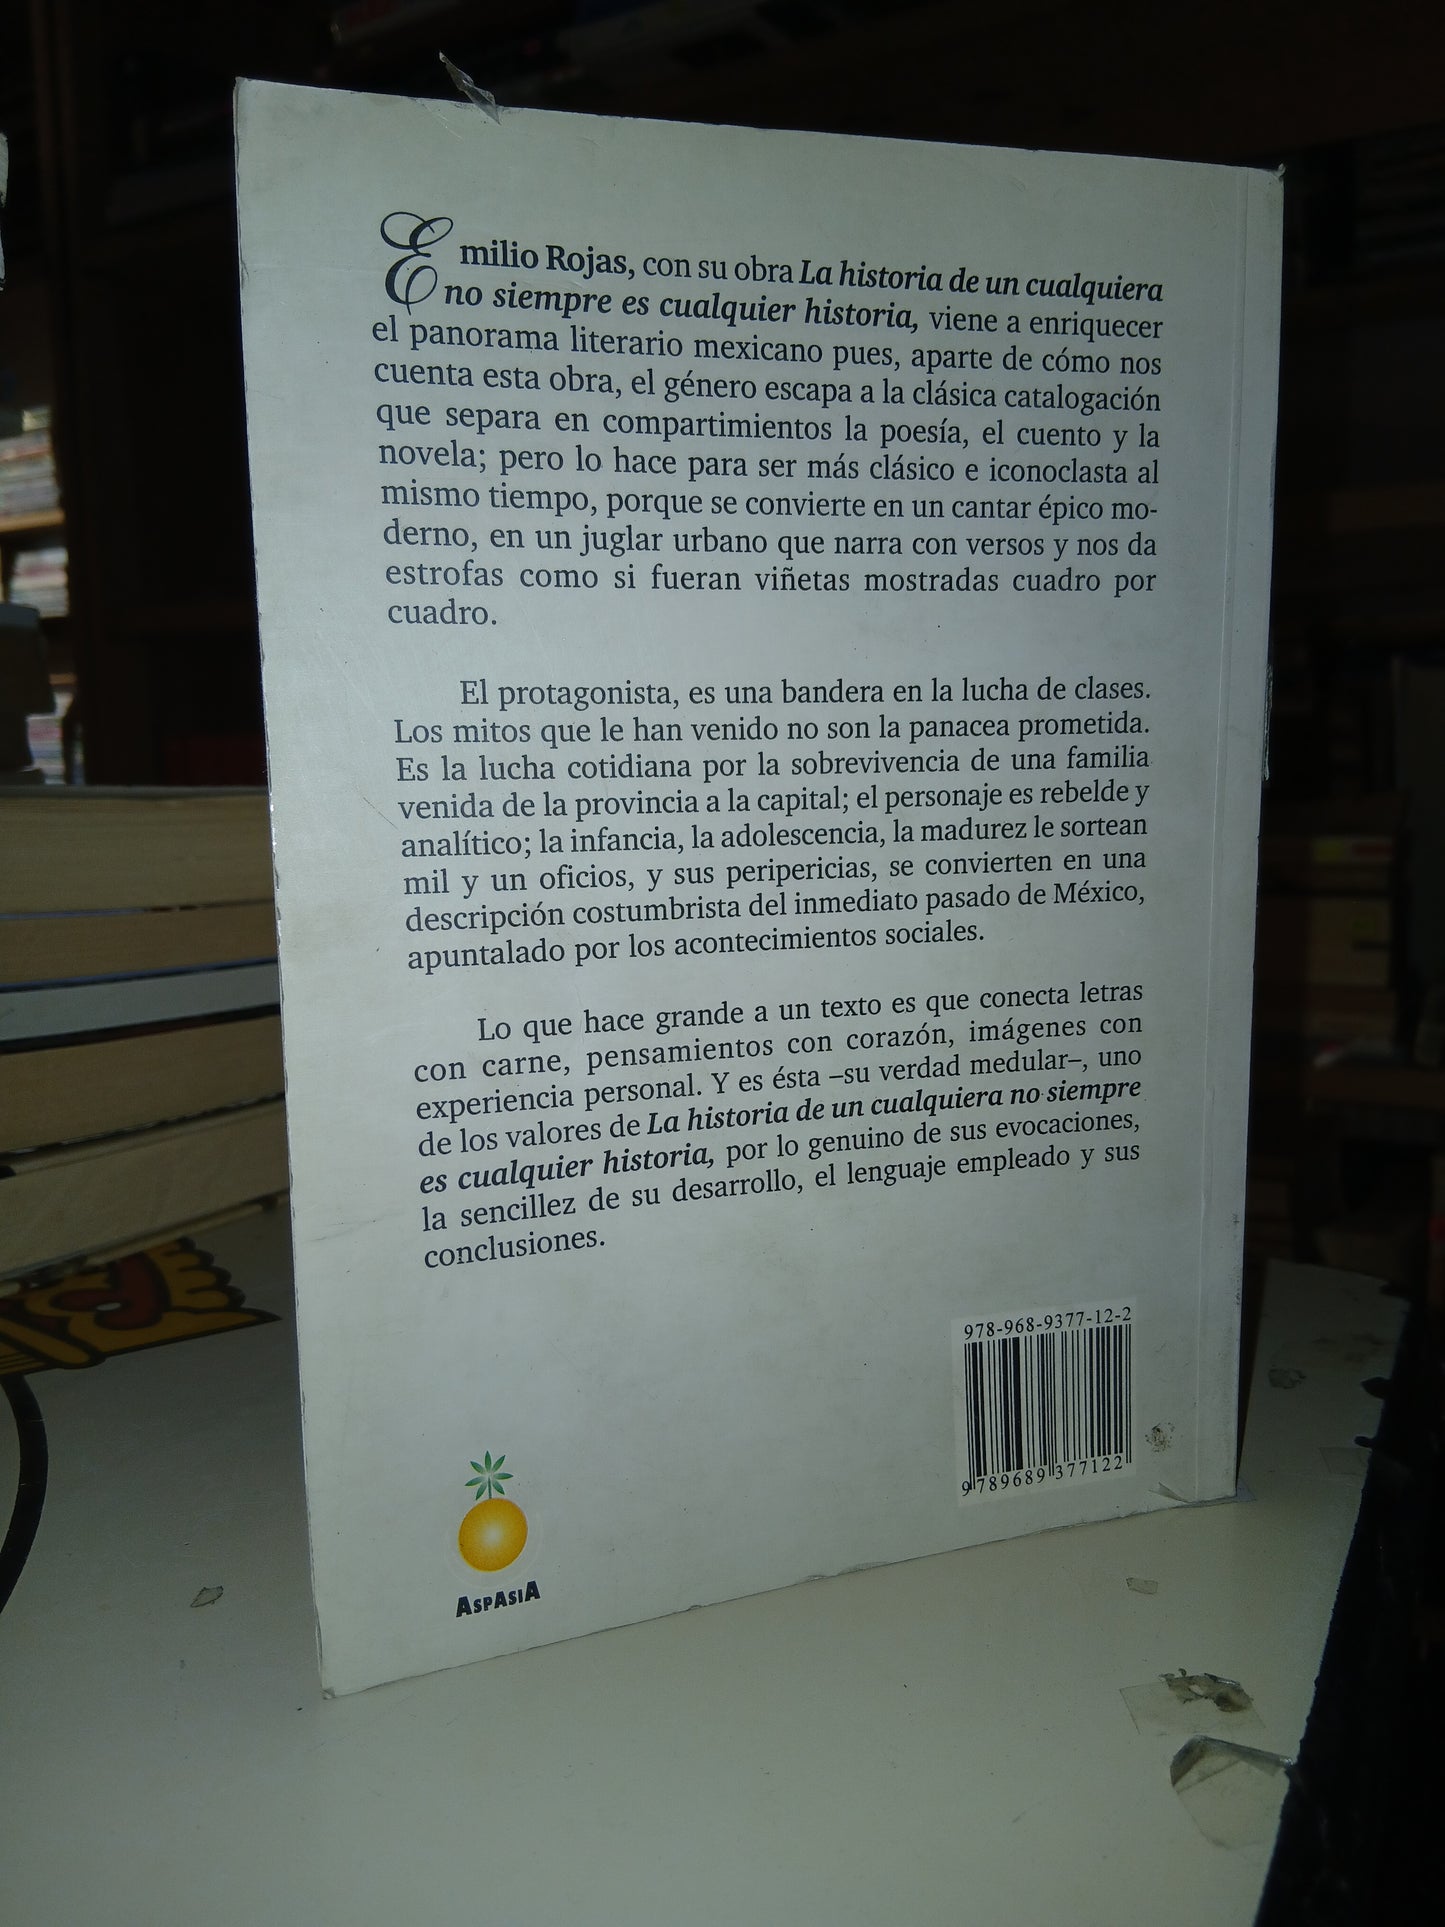 Emilio Rojas, con su obra La historia de un cualquiera
no siempre es cualquier historia, viene a enriquecer
el panorama literario mexicano pues, aparte de cómo nos
cuenta esta obra, el género escapa a la clásica catalogación
que separa en compartimientos la poesía, el cuento y la
novela; pero lo hace para ser más clásico e iconoclasta al
mismo tiempo, porque se convierte en un cantar épico mo-
derno, en un juglar urbano que narra con versos y nos da
estrofas como si fueran viñetas mostradas cuadro por
cuadro.
El protagonista, es una bandera en la lucha de clases.
Los mitos que le han venido no son la panacea prometida.
Es la lucha cotidiana por la sobrevivencia de una familia
venida de la provincia a la capital; el personaje es rebelde y
analítico; la infancia, la adolescencia, la madurez le sortean
mil y un oficios, y sus peripericias, se convierten en una
descripción costumbrista del inmediato pasado de México,
apuntalado por los acontecimientos sociales.
Lo que hace grande a un texto es que conecta letras
con carne, pensamientos con corazón, imágenes con
experiencia personal. Y es ésta –su verdad medular–, uno
de los valores de La historia de un cualquiera no siempre
es cualquier historia, por lo genuino de sus evocaciones,
la sencillez de su desarrollo, el lenguaje empleado y sus
conclusiones.
978-968-9377-12-2
9 789689 377122
ASPASIA